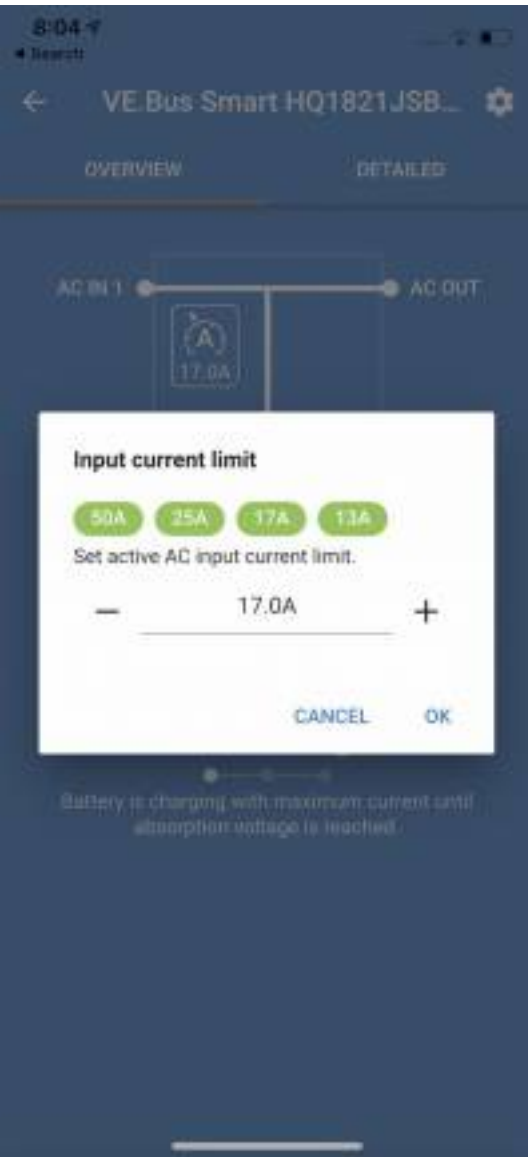 8:04
Search
VE.Bus Smart HQ1821JSB...
OVERVIEW DETAILED
AC IN 1 AC OUT
A
17.0A
Input current limit
50A 25A 17A 13A
Set active AC input current limit.
− 17.0A +
CANCEL OK
Battery is charging with maximum current until
absorption voltage is reached